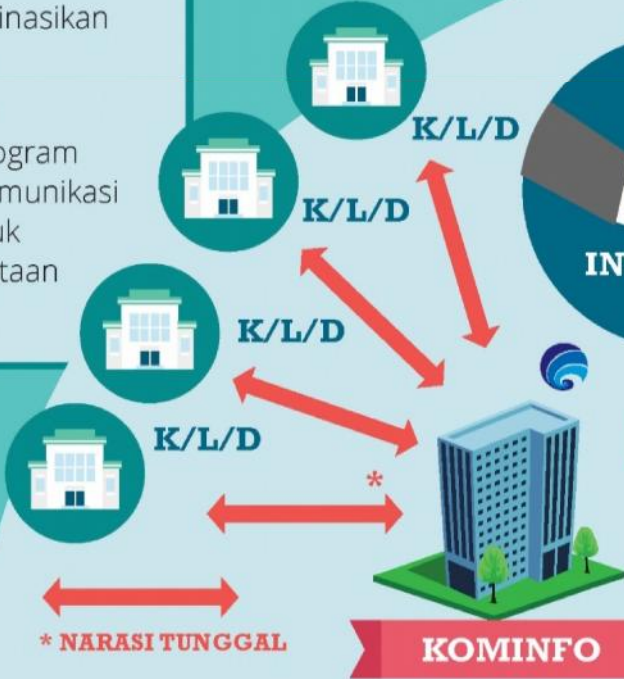 inasikan
ogram
munikasi
uk
taan
K/L/D
K/L/D
K/L/D
K/L/D
IN
*
* NARASI TUNGGAL
KOMINFO